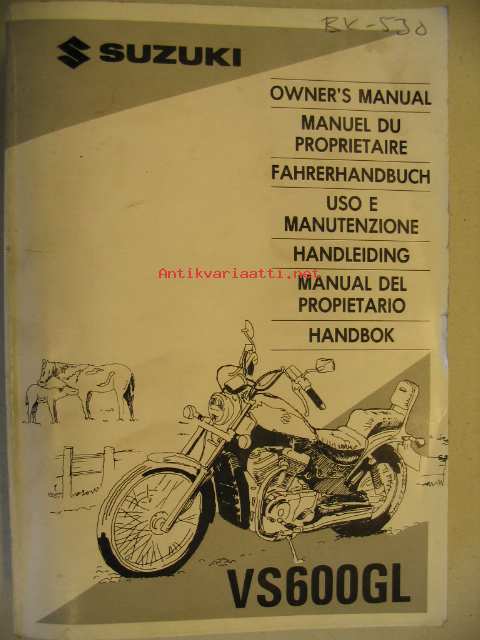 BK-530
SUZUKI
OWNER'S MANUAL
MANUEL DU
PROPRIETAIRE
FAHRERHANDBUCH
USO E
MANUTENZIONE
HANDLEIDING
Antikvariaatti.net
MANUAL DEL
PROPIETARIO
HANDBOK
VS600GL